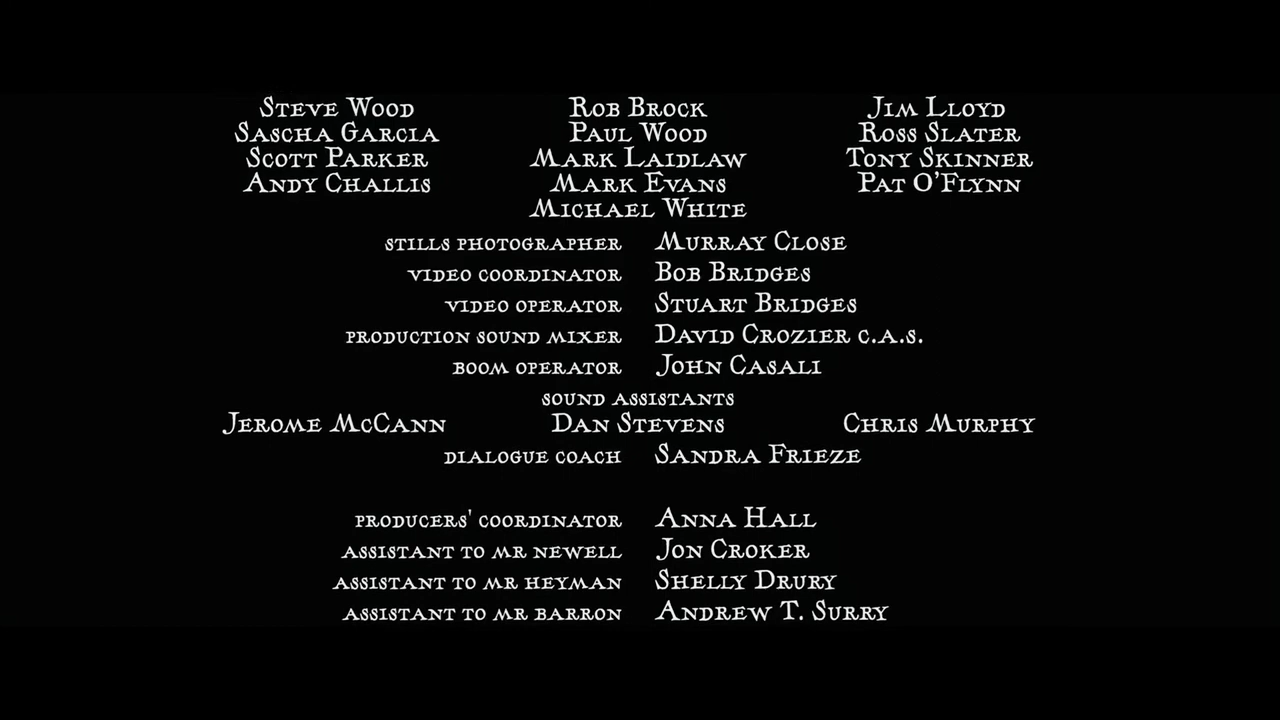 Steve Wood Rob Brock Jim Lloyd
Sascha Garcia Paul Wood Ross Slater
Scott Parker Mark Laidlaw Tony Skinner
Andy Challis Mark Evans Pat O'Flynn
Michael White
stills photographer Murray Close
video coordinator Bob Bridges
video operator Stuart Bridges
production sound mixer David Crozier c.a.s.
boom operator John Casali
sound assistants
Jerome McCann Dan Stevens Chris Murphy
dialogue coach Sandra Frieze
producers' coordinator Anna Hall
assistant to mr newell Jon Croker
assistant to mr heyman Shelly Drury
assistant to mr barron Andrew T. Surry